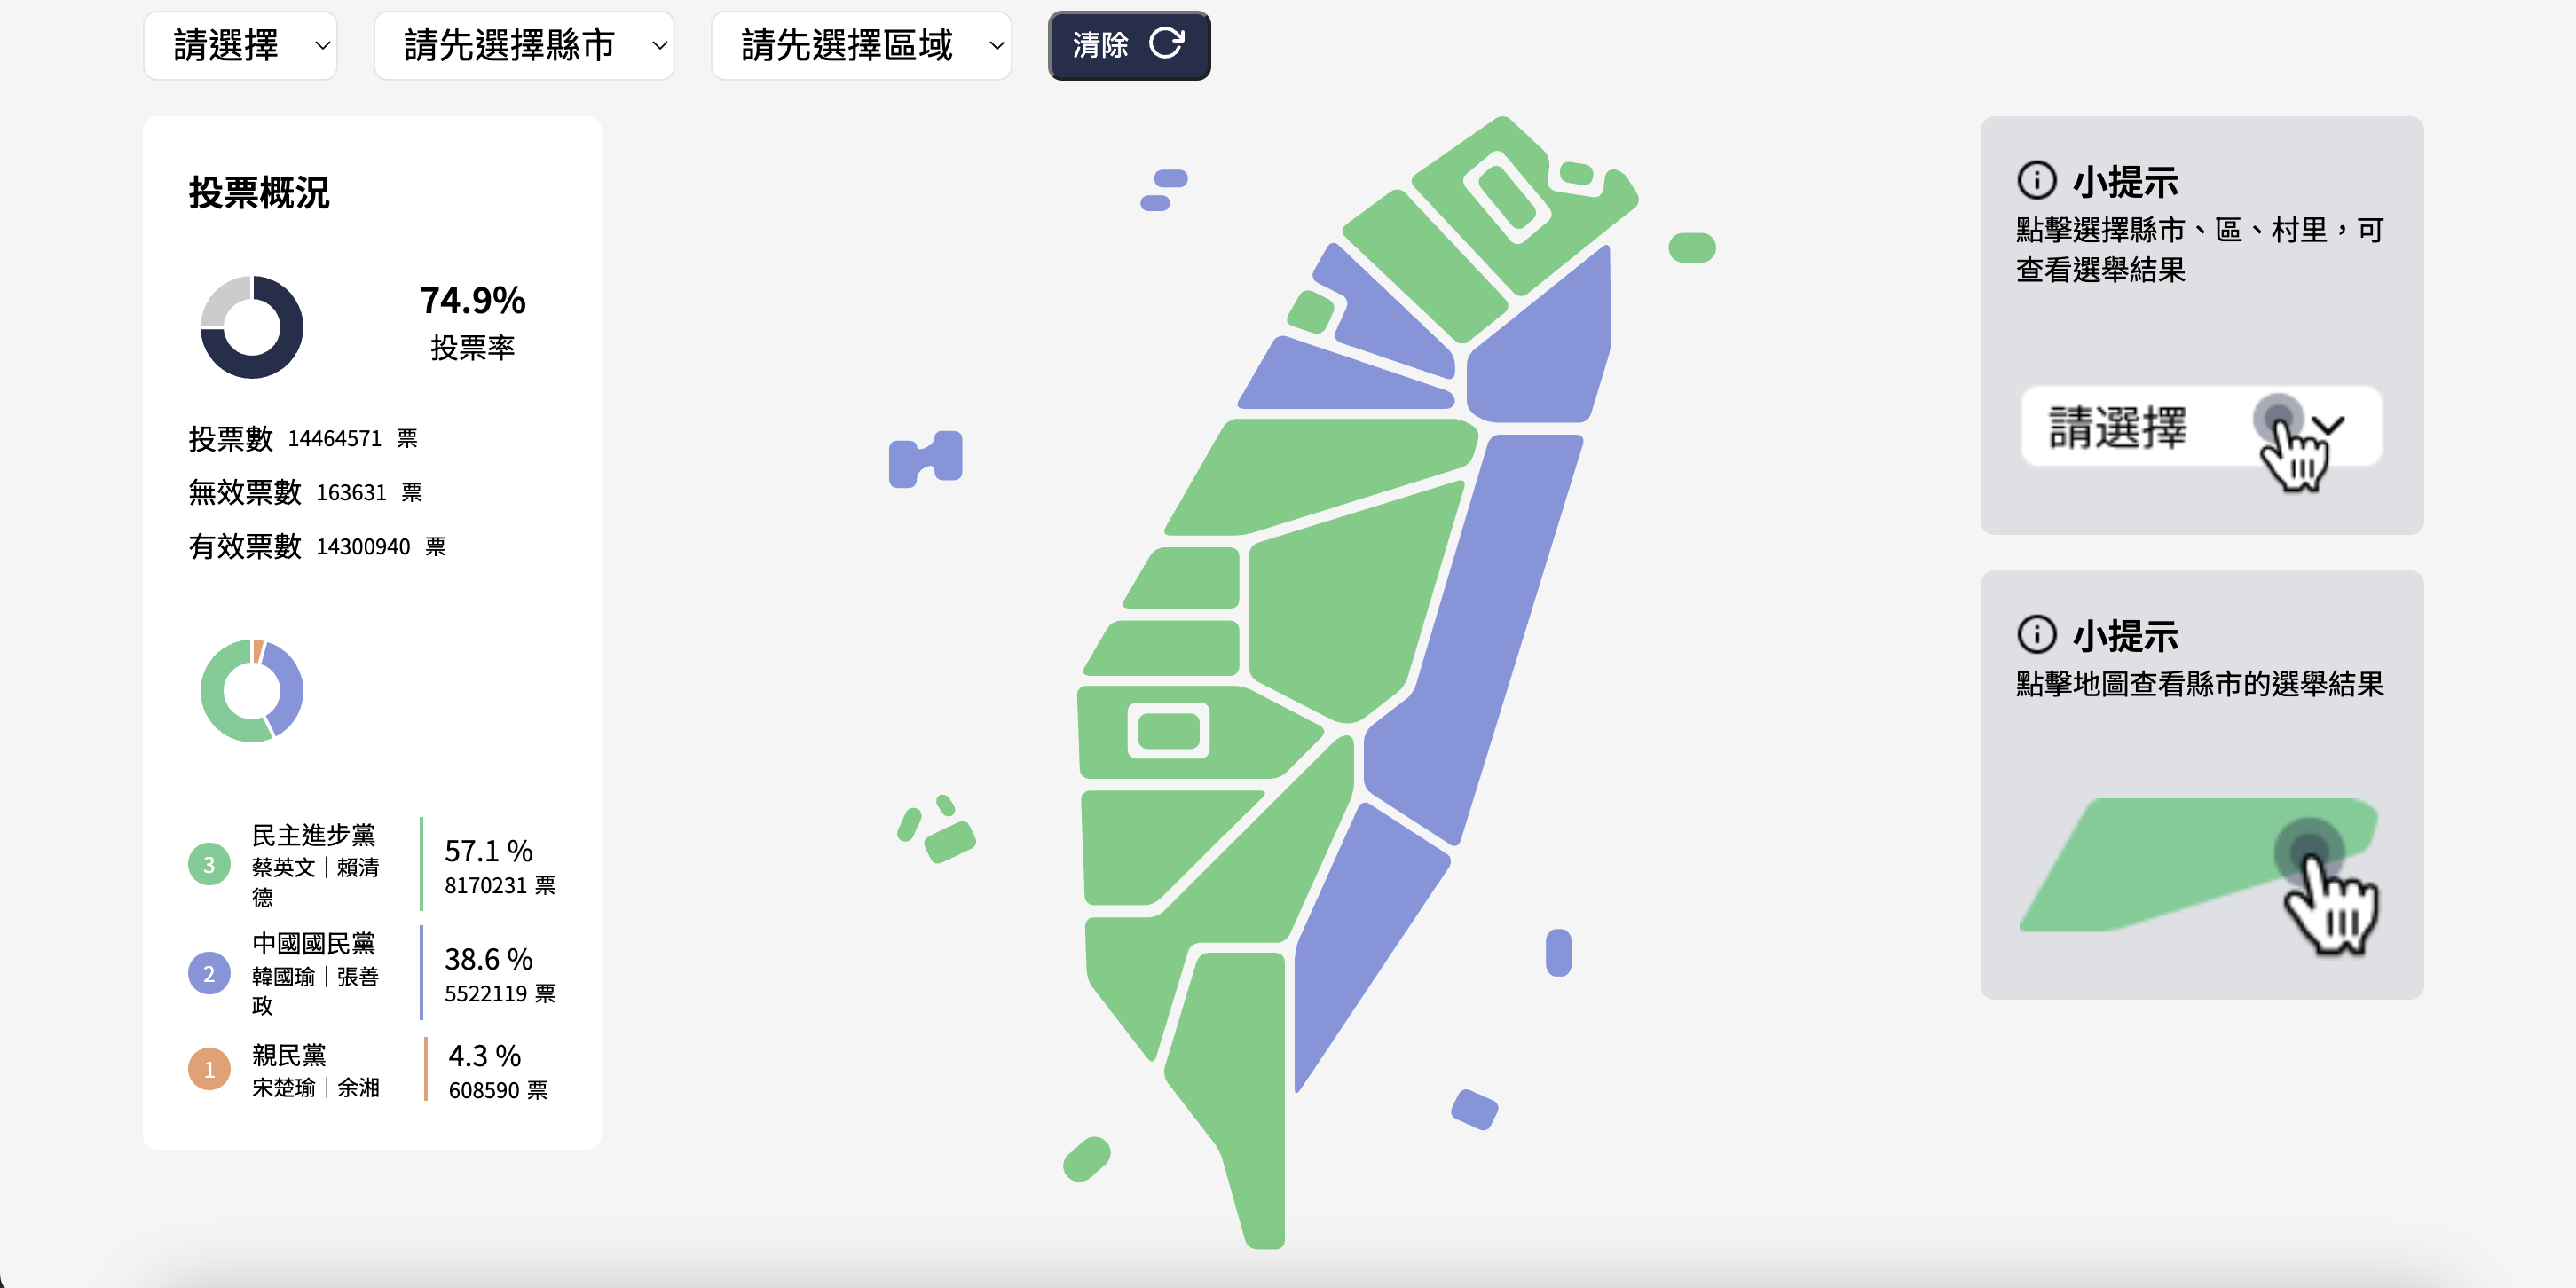 請選擇
請先選擇縣市
請先選擇區域
清除
投票概況
74.9%
投票率
投票數 14464571 票
無效票數 163631 票
有效票數 14300940 票
3
民主進步黨
蔡英文｜賴清
德
57.1 %
8170231 票
2
中國國民黨
韓國瑜｜張善
政
38.6 %
5522119 票
1
親民黨
宋楚瑜｜余湘
4.3 %
608590 票
小提示
點擊選擇縣市、區、村里，可
查看選舉結果
請選擇
小提示
點擊地圖查看縣市的選舉結果